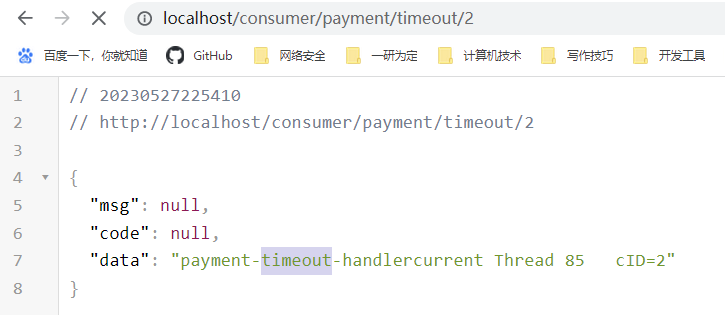 localhost/consumer/payment/timeout/2
百度一下，你就知道 GitHub 网络安全 一研为定 计算机技术 写作技巧 开发工具
1 // 20230527225410
2 // http://localhost/consumer/payment/timeout/2
3
4 {
5 "msg": null,
6 "code": null,
7 "data": "payment-timeout-handlercurrent Thread 85   cID=2"
8 }